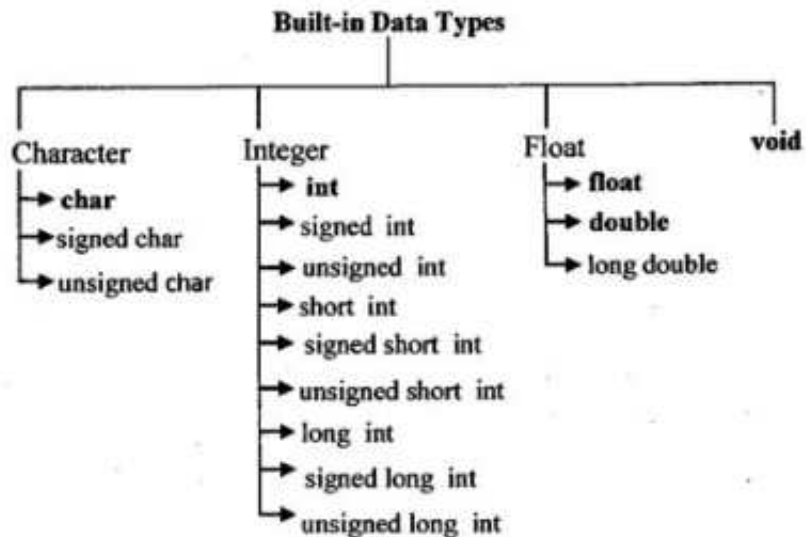 Built-in Data Types
Character
char
signed char
unsigned char
Integer
int
signed int
unsigned int
short int
signed short int
unsigned short int
long int
signed long int
unsigned long int
Float
float
double
long double
void